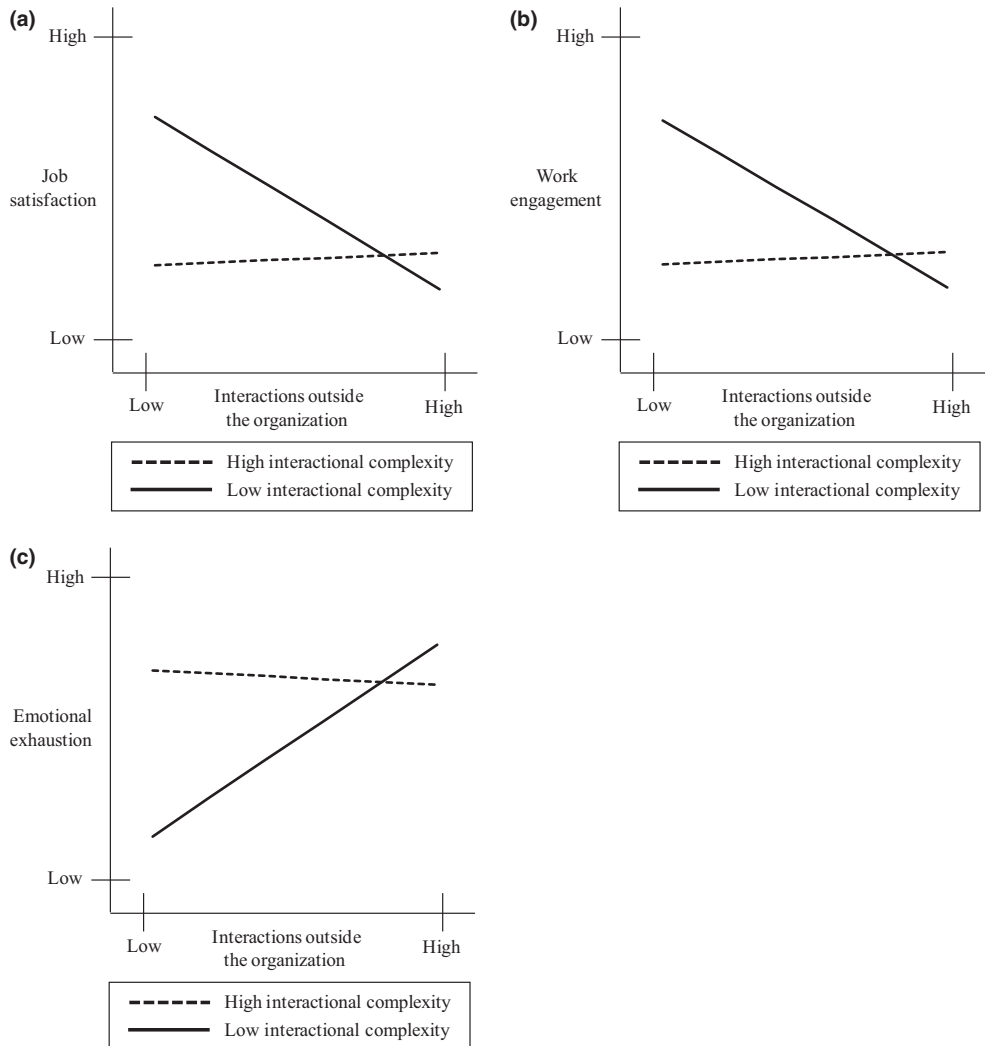 (a)
High
Job
satisfaction
Low
Low
Interactions outside
the organization
High
High interactional complexity
Low interactional complexity
(b)
High
Work
engagement
Low
Low
Interactions outside
the organization
High
High interactional complexity
Low interactional complexity
(c)
High
Emotional
exhaustion
Low
Low
Interactions outside
the organization
High
High interactional complexity
Low interactional complexity